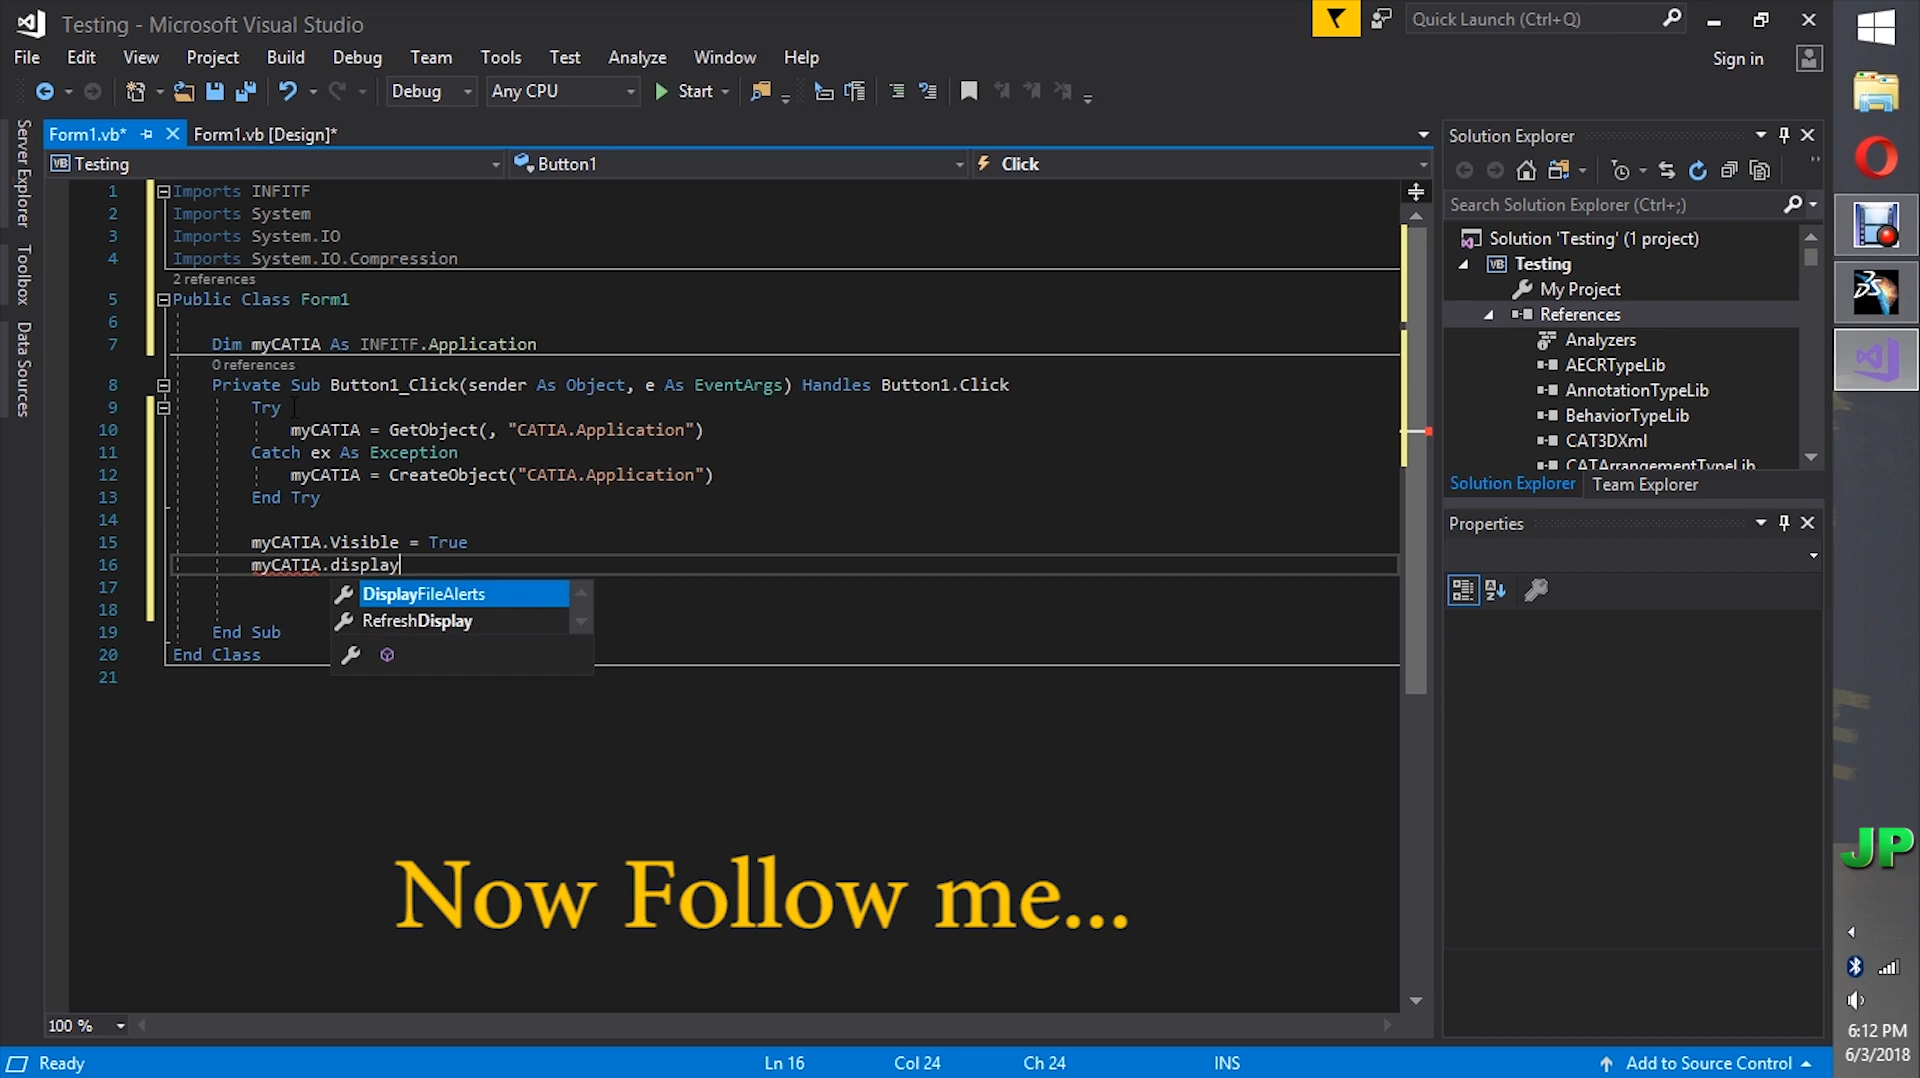 Testing - Microsoft Visual Studio
Quick Launch (Ctrl+Q)
File Edit View Project Build Debug Team Tools Test Analyze Window Help
Sign in
Debug Any CPU Start
Server Explorer
Toolbox
Data Sources
Form1.vb* Form1.vb [Design]*
VB Testing Button1 Click
1 Imports INFITF
2 Imports System
3 Imports System.IO
4 Imports System.IO.Compression
2 references
5 Public Class Form1
6
7 Dim myCATIA As INFITF.Application
0 references
8 Private Sub Button1_Click(sender As Object, e As EventArgs) Handles Button1.Click
9 Try
10 myCATIA = GetObject(, "CATIA.Application")
11 Catch ex As Exception
12 myCATIA = CreateObject("CATIA.Application")
13 End Try
14
15 myCATIA.Visible = True
16 myCATIA.display
17 DisplayFileAlerts
18 RefreshDisplay
19 End Sub
20 End Class
21
Now Follow me...
100 %
Solution Explorer
Search Solution Explorer (Ctrl+;)
Solution 'Testing' (1 project)
VB Testing
My Project
References
Analyzers
AECRTypeLib
AnnotationTypeLib
BehaviorTypeLib
CAT3DXml
CATArrangementTypeLib
Solution Explorer Team Explorer
Properties
JP
6:12 PM
6/3/2018
Ready Ln 16 Col 24 Ch 24 INS Add to Source Control